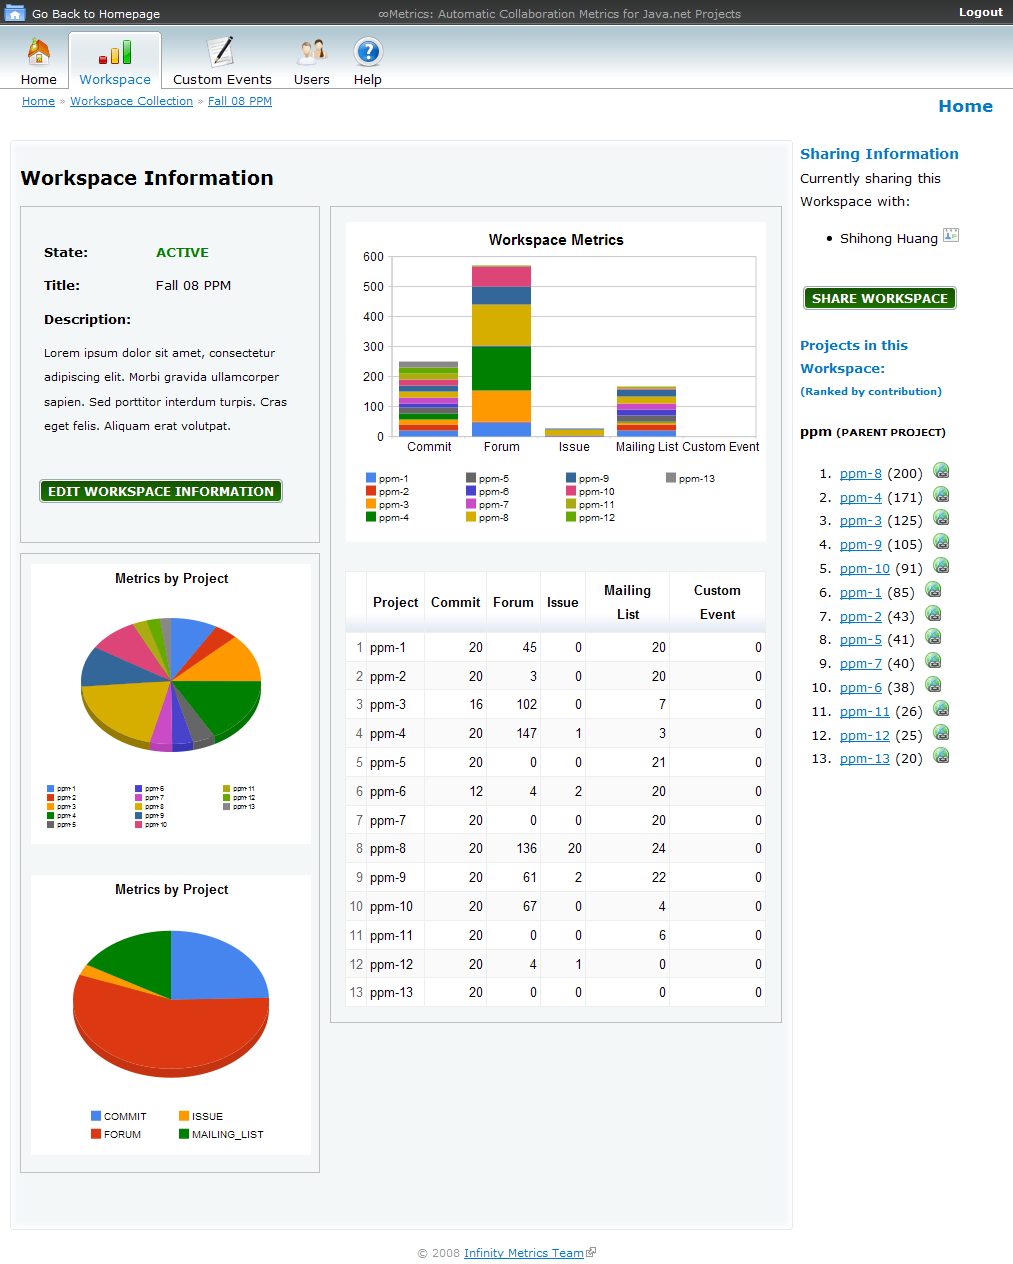 Go Back to Homepage
∞Metrics: Automatic Collaboration Metrics for Java.net Projects
Logout
Home
Workspace
Custom Events
Users
Help
Home » Workspace Collection » Fall 08 PPM
Home
Workspace Information
State: ACTIVE
Title: Fall 08 PPM
Description:
Lorem ipsum dolor sit amet, consectetur
adipiscing elit. Morbi gravida ullamcorper
sapien. Sed porttitor interdum turpis. Cras
eget felis. Aliquam erat volutpat.
EDIT WORKSPACE INFORMATION
Metrics by Project
ppm-1 ppm-6 ppm-11
ppm-2 ppm-7 ppm-12
ppm-3 ppm-8 ppm-13
ppm-4 ppm-9
ppm-5 ppm-10
Metrics by Project
COMMIT ISSUE
FORUM MAILING_LIST
Workspace Metrics
600
500
400
300
200
100
0
Commit Forum Issue Mailing List Custom Event
ppm-1 ppm-5 ppm-9 ppm-13
ppm-2 ppm-6 ppm-10
ppm-3 ppm-7 ppm-11
ppm-4 ppm-8 ppm-12
Project Commit Forum Issue Mailing List Custom Event
1 ppm-1 20 45 0 20 0
2 ppm-2 20 3 0 20 0
3 ppm-3 16 102 0 7 0
4 ppm-4 20 147 1 3 0
5 ppm-5 20 0 0 21 0
6 ppm-6 12 4 2 20 0
7 ppm-7 20 0 0 20 0
8 ppm-8 20 136 20 24 0
9 ppm-9 20 61 2 22 0
10 ppm-10 20 67 0 4 0
11 ppm-11 20 0 0 6 0
12 ppm-12 20 4 1 0 0
13 ppm-13 20 0 0 0 0
Sharing Information
Currently sharing this
Workspace with:
• Shihong Huang
SHARE WORKSPACE
Projects in this
Workspace:
(Ranked by contribution)
ppm (PARENT PROJECT)
1. ppm-8 (200)
2. ppm-4 (171)
3. ppm-3 (125)
4. ppm-9 (105)
5. ppm-10 (91)
6. ppm-1 (85)
7. ppm-2 (43)
8. ppm-5 (41)
9. ppm-7 (40)
10. ppm-6 (38)
11. ppm-11 (26)
12. ppm-12 (25)
13. ppm-13 (20)
© 2008 Infinity Metrics Team